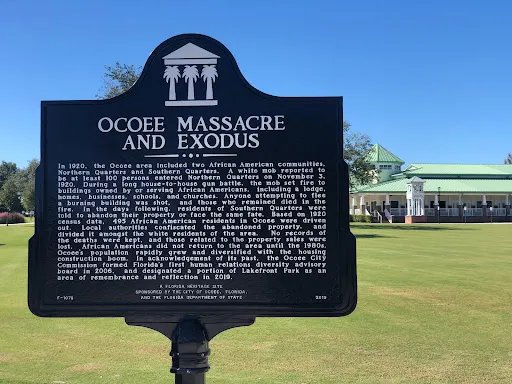 OCOEE MASSACRE
AND EXODUS
In 1920, the Ocoee area included two African American communities,
Northern Quarters and Southern Quarters. A white mob reported to
be at least 100 persons entered Northern Quarters on November 3,
1920. During a long house-to-house gun battle, the mob set fire to
buildings owned by or serving African Americans, including a lodge,
homes, businesses, schools, and churches. Anyone attempting to flee
a burning building was shot, and those who remained died in the
fire. In the days following, residents of Southern Quarters were
told to abandon their property or face the same fate. Based on 1920
census data, 495 African American residents in Ocoee were driven
out. Local authorities confiscated the abandoned property, and
divided it amongst the white residents of the area. No records of
the deaths were kept, and those related to the property sales were
lost. African Americans did not return to the area until the 1980s.
Ocoee's population rapidly grew and diversified with the housing
construction boom. In acknowledgement of its past, the Ocoee City
Commission formed Florida's first human relations diversity advisory
board in 2006, and designated a portion of Lakefront Park as an
area of remembrance and reflection in 2019.
A FLORIDA HERITAGE SITE
SPONSORED BY THE CITY OF OCOEE, FLORIDA,
AND THE FLORIDA DEPARTMENT OF STATE
F-1078 2019